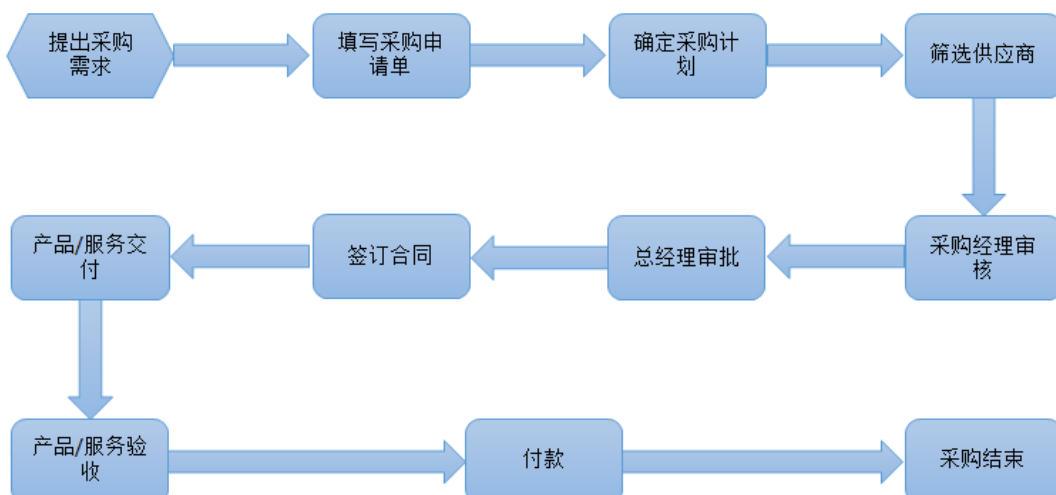 提出采购
需求
填写采购申
请单
确定采购计
划
筛选供应商
采购经理审
核
总经理审批
签订合同
产品/服务交
付
产品/服务验
收
付款
采购结束